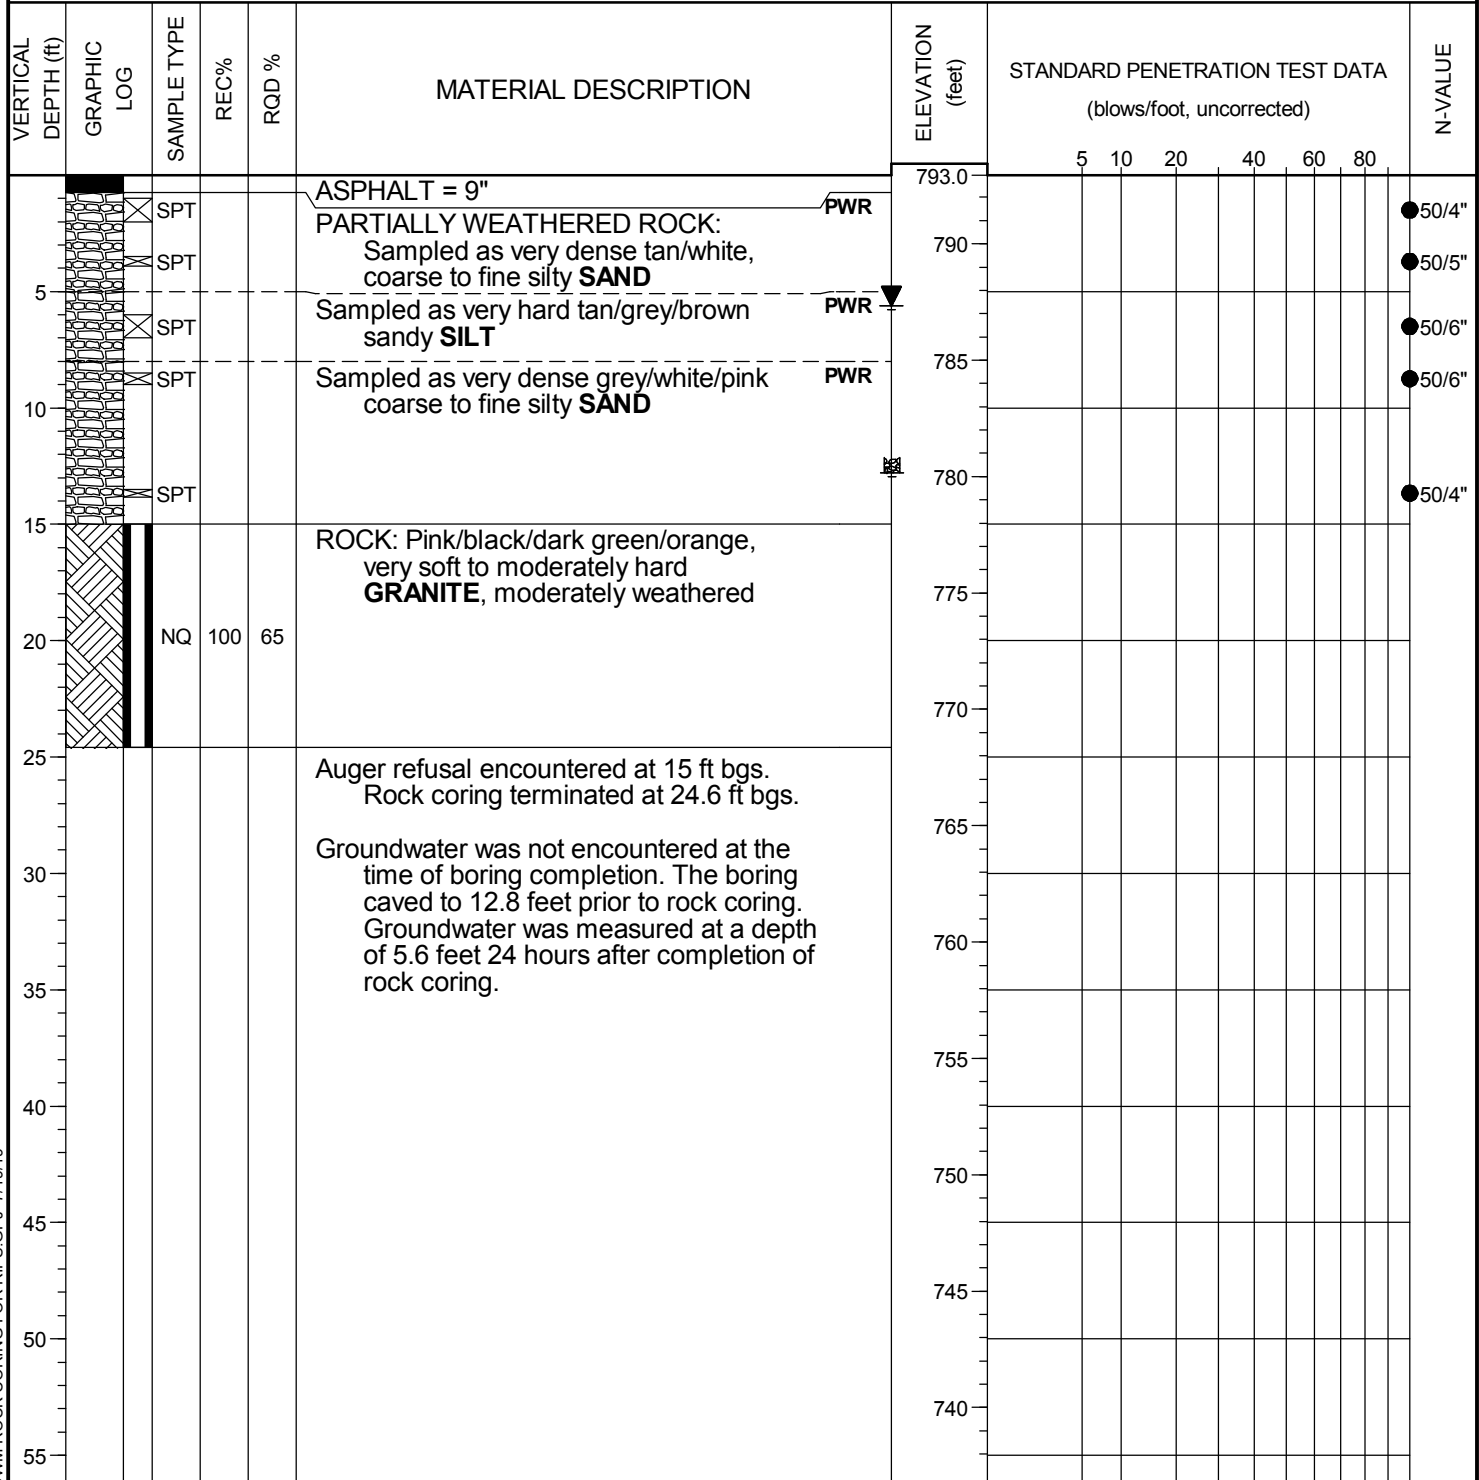 VERTICAL
DEPTH (ft)
GRAPHIC
LOG
SAMPLE TYPE
REC%
RQD %
MATERIAL DESCRIPTION
ELEVATION
(feet)
STANDARD PENETRATION TEST DATA
(blows/foot, uncorrected)
5 10 20 40 60 80
N-VALUE
793.0
ASPHALT = 9"
PWR
SPT
50/4"
PARTIALLY WEATHERED ROCK:
Sampled as very dense tan/white,
coarse to fine silty SAND
790
SPT
50/5"
5
Sampled as very hard tan/grey/brown
sandy SILT
PWR
SPT
50/6"
785
SPT
Sampled as very dense grey/white/pink
coarse to fine silty SAND
PWR
50/6"
10
780
SPT
50/4"
15
ROCK: Pink/black/dark green/orange,
very soft to moderately hard
GRANITE, moderately weathered
775
20
NQ 100 65
770
25
Auger refusal encountered at 15 ft bgs.
Rock coring terminated at 24.6 ft bgs.
765
Groundwater was not encountered at the
time of boring completion. The boring
caved to 12.8 feet prior to rock coring.
Groundwater was measured at a depth
of 5.6 feet 24 hours after completion of
rock coring.
30
760
35
755
40
750
45
745
50
740
55